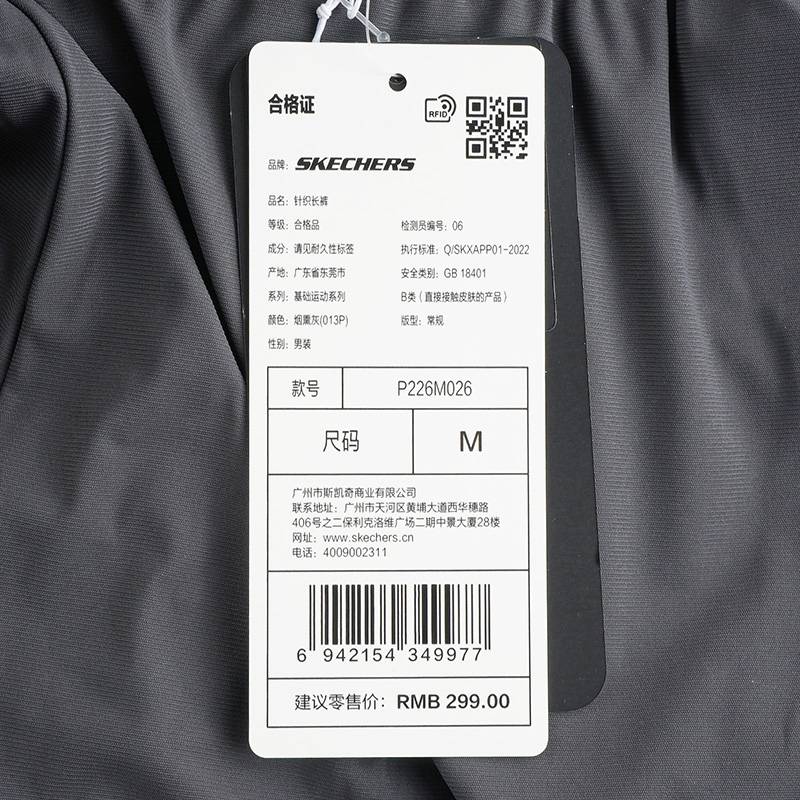 合格证
RFID
品牌: SKECHERS
品名: 针织长裤
等级: 合格品 检测员编号: 06
成分: 请见耐久性标签 执行标准: Q/SKXAPP01-2022
产地: 广东省东莞市 安全类别: GB 18401
系列: 基础运动系列 B类（直接接触皮肤的产品）
颜色: 烟熏灰(013P) 版型: 常规
性别: 男装
款号 P226M026
尺码 M
广州市斯凯奇商业有限公司
联系地址: 广州市天河区黄埔大道西华穗路
406号之二保利克洛维广场二期中景大厦28楼
网址: www.skechers.cn
电话: 4009002311
6 942154 349977
建议零售价: RMB 299.00